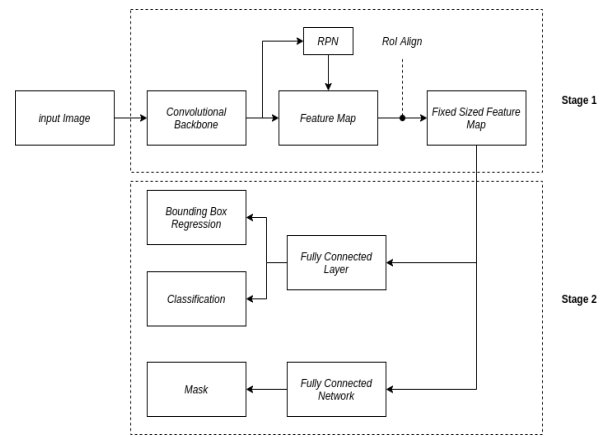 RPN
RoI Align
input Image
Convolutional
Backbone
Feature Map
Fixed Sized Feature
Map
Stage 1
Bounding Box
Regression
Fully Connected
Layer
Classification
Stage 2
Mask
Fully Connected
Network